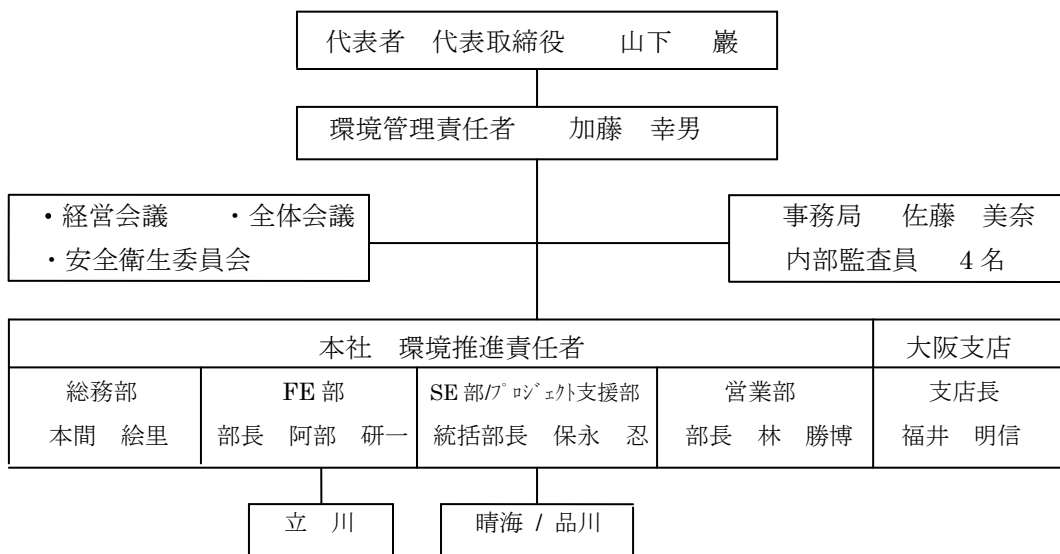 代表者 代表取締役 山下 巖
環境管理責任者 加藤 幸男
・経営会議 ・全体会議
・安全衛生委員会
事務局 佐藤 美奈
内部監査員 4名
本社 環境推進責任者
大阪支店
総務部
本間 絵里
FE部
部長 阿部 研一
SE部/ﾌﾟﾛｼﾞｪｸﾄ支援部
統括部長 保永 忍
営業部
部長 林 勝博
支店長
福井 明信
立 川
晴海 / 品川